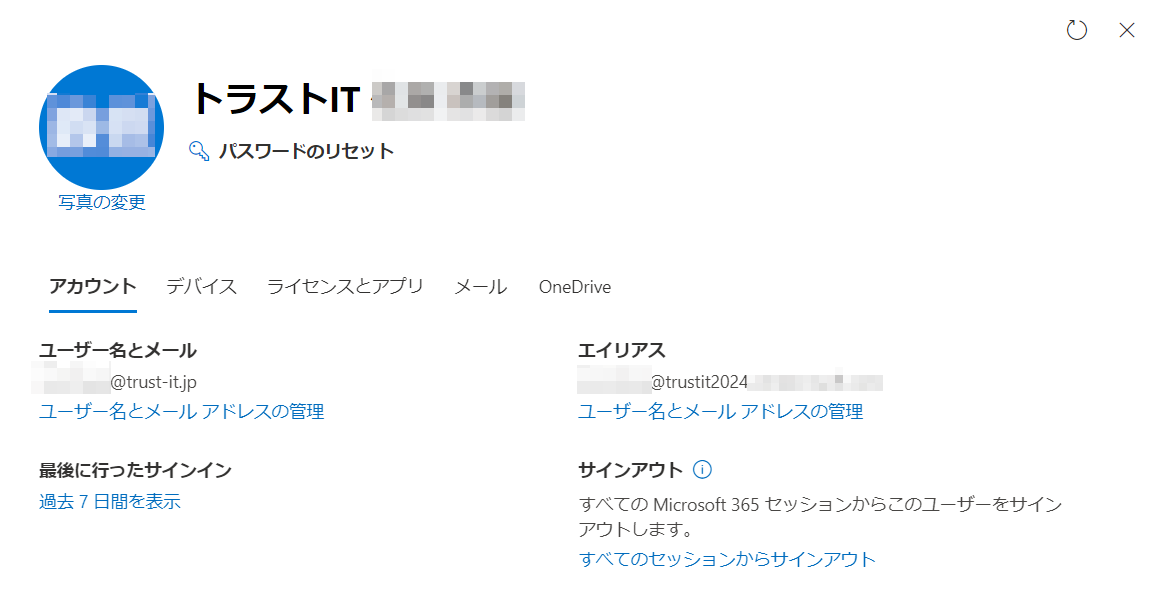 トラストIT
パスワードのリセット
写真の変更
アカウント デバイス ライセンスとアプリ メール OneDrive
ユーザー名とメール
@trust-it.jp
ユーザー名とメール アドレスの管理
エイリアス
@trustit2024
ユーザー名とメール アドレスの管理
最後に行ったサインイン
過去 7 日間を表示
サインアウト
すべての Microsoft 365 セッションからこのユーザーをサイン
アウトします。
すべてのセッションからサインアウト